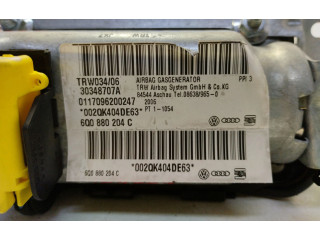 TRW034/06
AIRBAG GASGENERATOR
PPI 3
30348707A
TRW Airbag System GmbH & Co.KG
84544 Aschau Tel.08638/965-0
0117096200247
2006
*002QK404DE63*
PT 1-1054
6Q0 880 204 C
*002QK404DE63*
6Q0 880 204 C